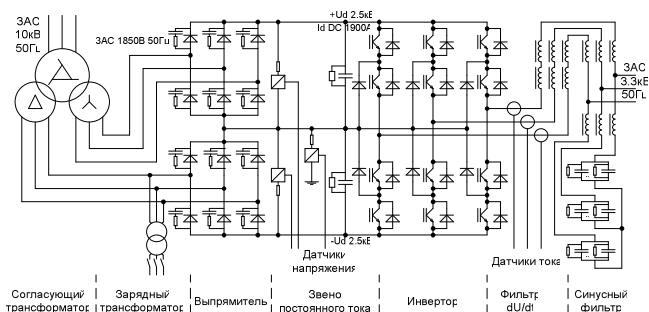 3AC
10кВ
50Гц
3AC 1850В 50Гц
+Ud 2.5кВ
Id DC 1900A
3AC
3.3кВ
50Гц
-Ud 2.5кВ
Датчики
напряжения
Датчики тока
Согласующий
трансформатор
Зарядный
трансформатор
Выпрямитель
Звено
постоянного тока
Инвертор
Фильтр
dU/dt
Синусный
фильтр